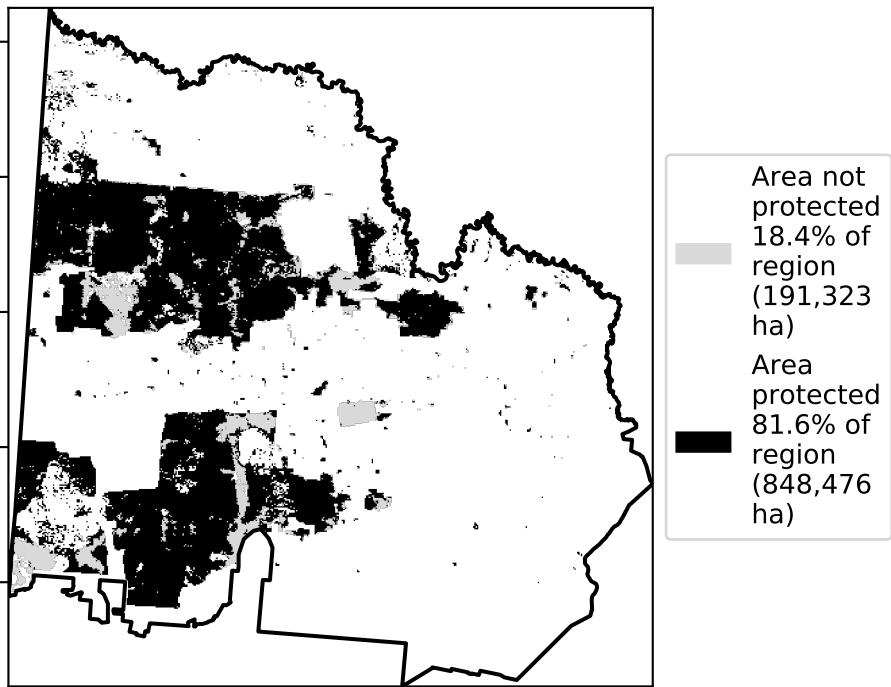 Area not
protected
18.4% of
region
(191,323
ha)
Area
protected
81.6% of
region
(848,476
ha)